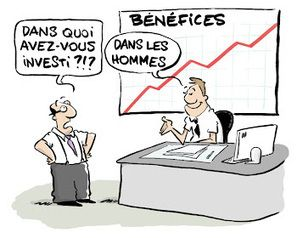 BÉNÉFICES
DANS QUOI
AVEZ-VOUS
INVESTI ?!?
DANS LES
HOMMES